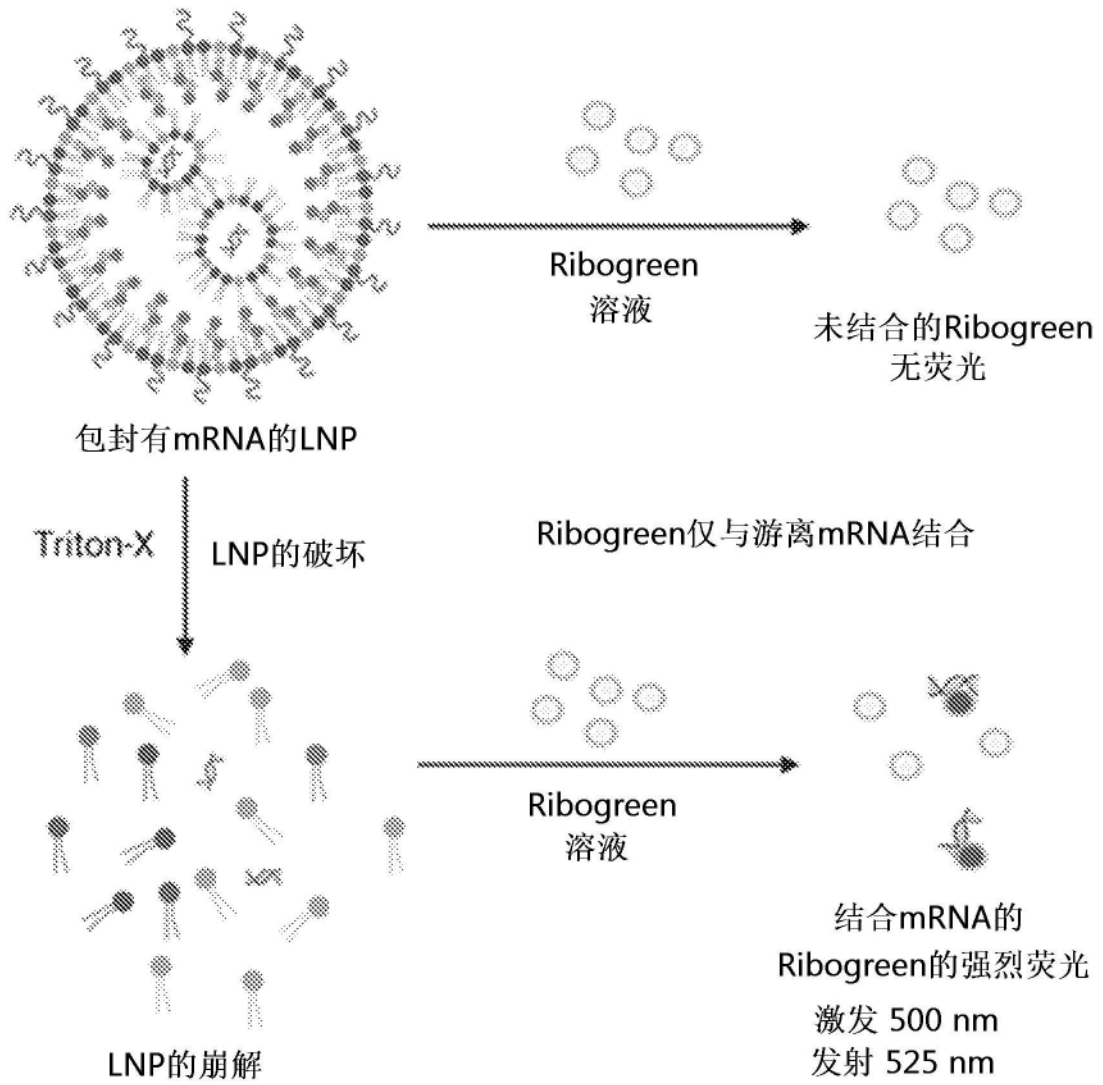 Ribogreen
溶液
未结合的Ribogreen
无荧光
包封有mRNA的LNP
Triton-X
LNP的破坏
Ribogreen仅与游离mRNA结合
Ribogreen
溶液
结合mRNA的
Ribogreen的强烈荧光
激发 500 nm
发射 525 nm
LNP的崩解